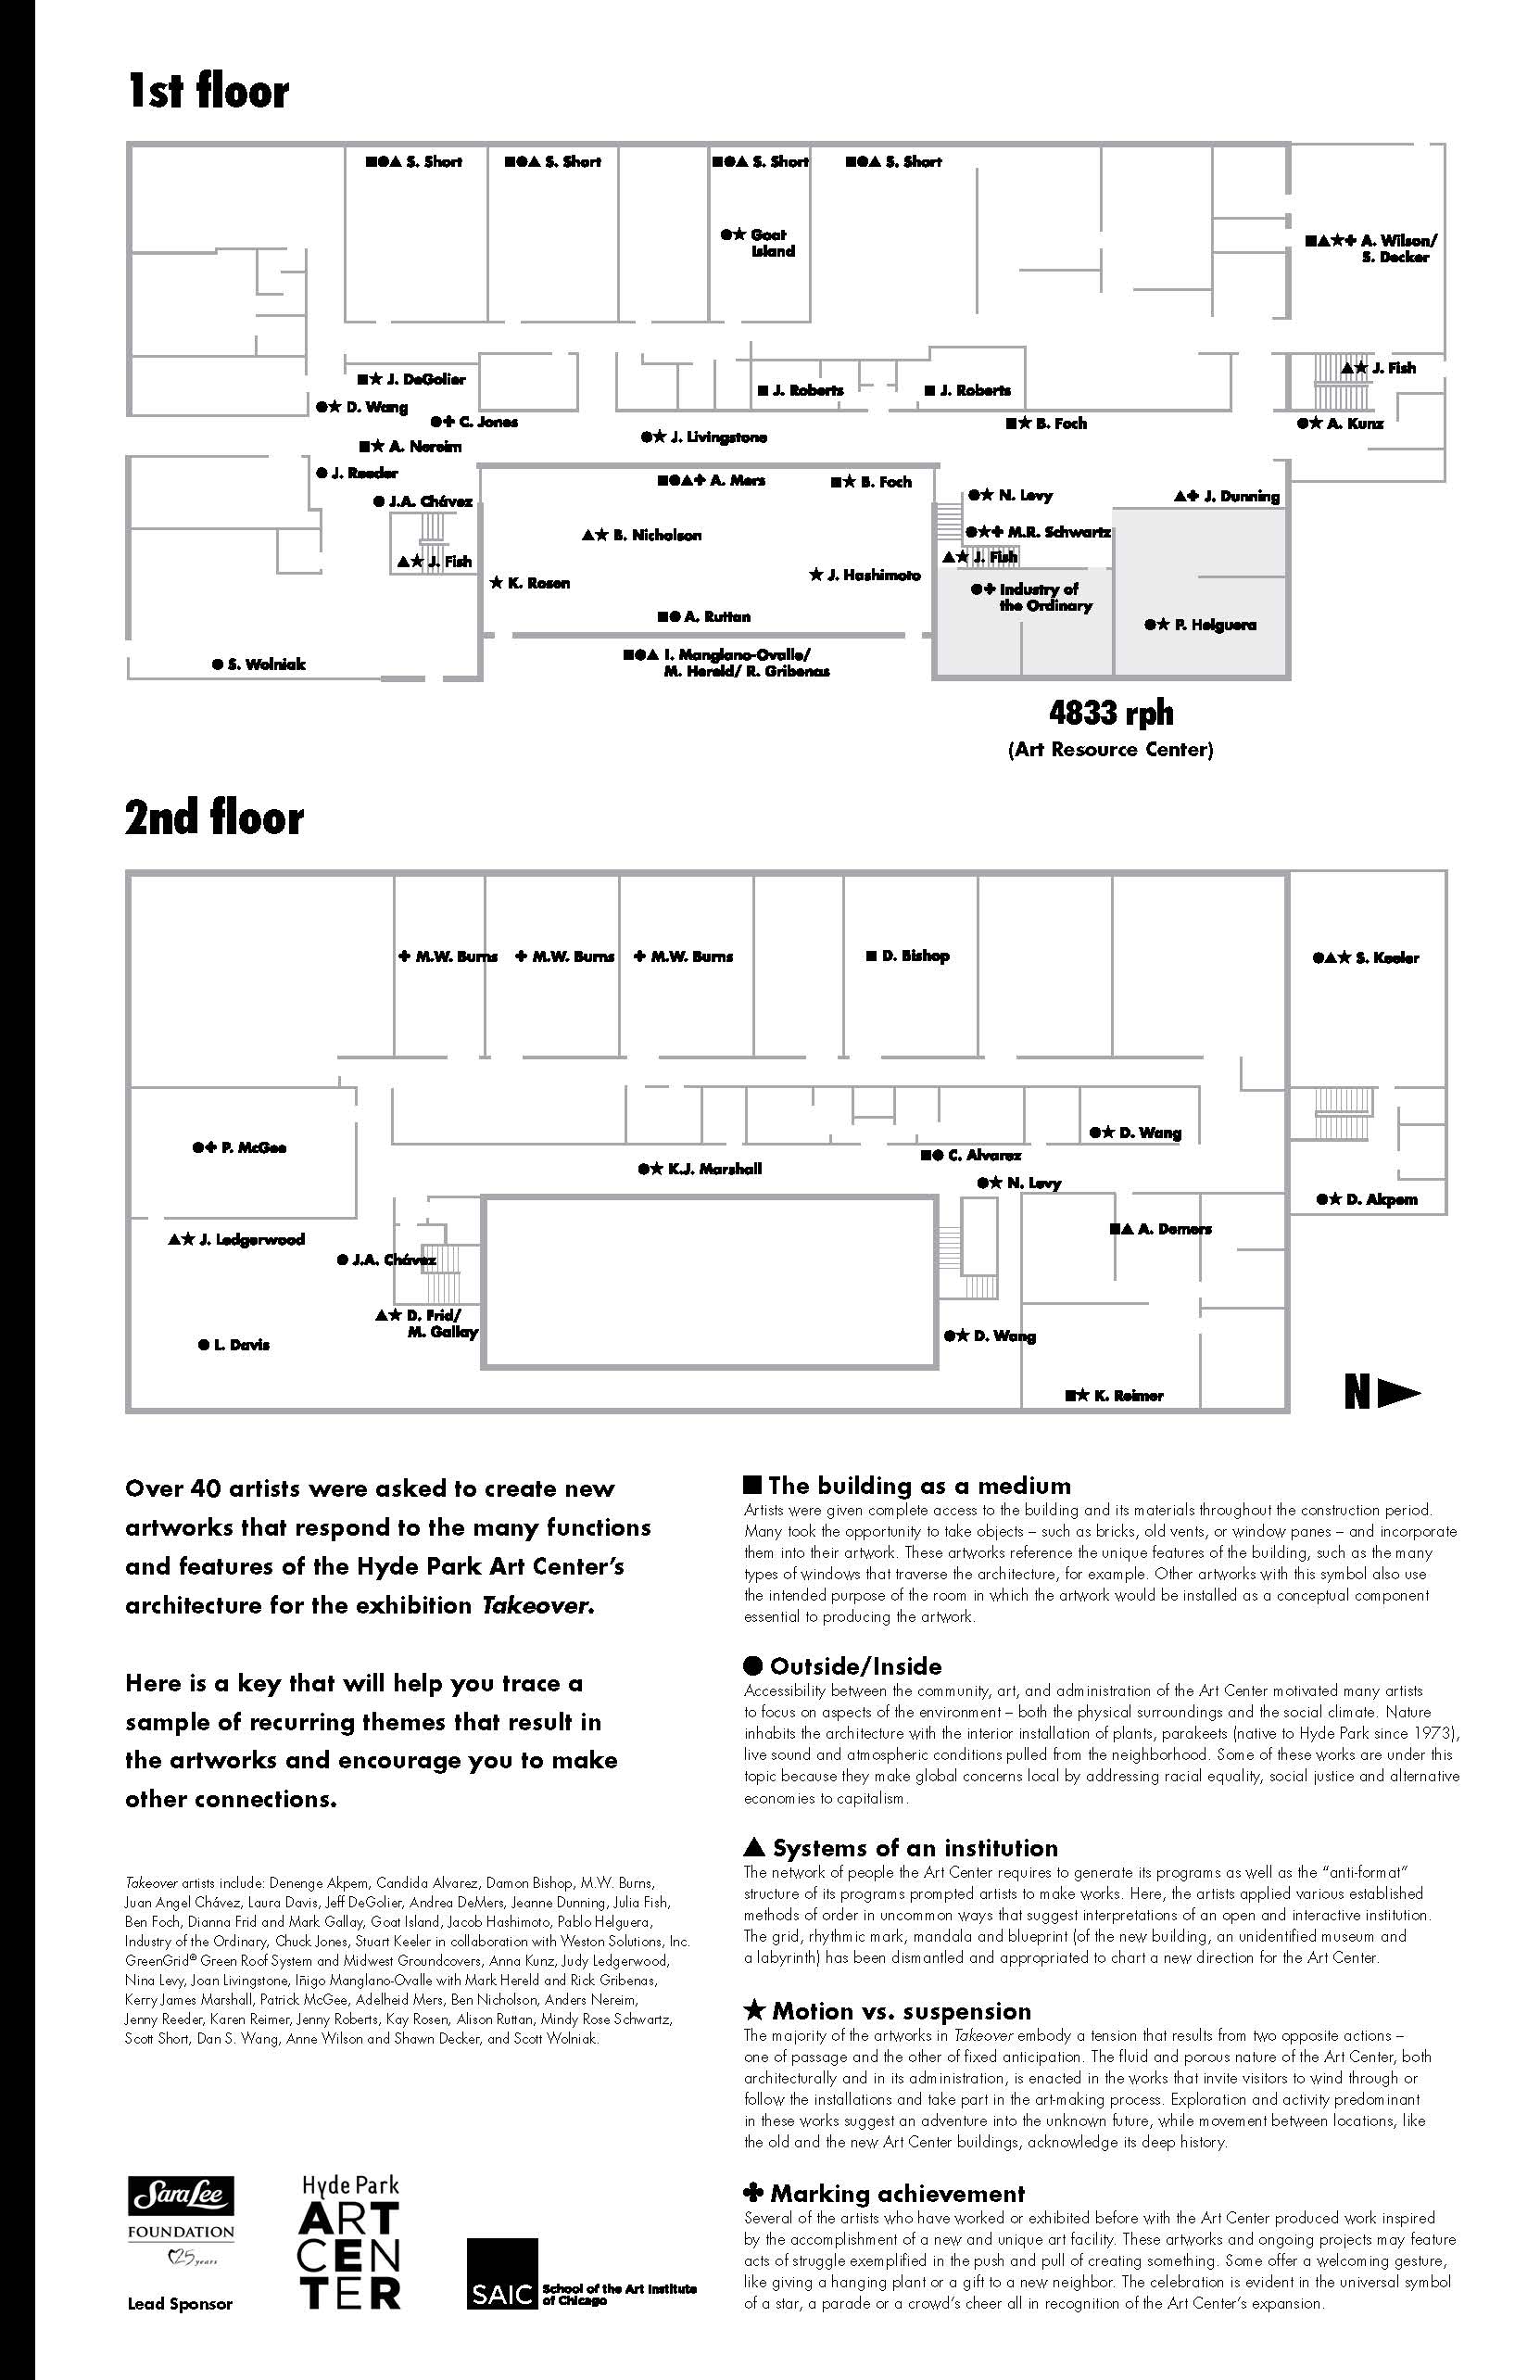 1st floor
■●▲ S. Short
■●▲ S. Short
■●▲ S. Short
■●▲ S. Short
●★ Goat
Island
■▲★✚ A. Wilson/
S. Decker
▲★ J. Fish
■★ J. DeGolier
■ J. Roberts
■ J. Roberts
●★ D. Wang
●✚ C. Jones
■★ B. Foch
●★ A. Kunz
■★ A. Nereim
●★ J. Livingstone
● J. Reeder
■●▲✚ A. Mers
■★ B. Foch
● J.A. Chávez
●★ N. Levy
▲✚ J. Dunning
▲★ B. Nicholson
●★✚ M.R. Schwartz
▲★ J. Fish
▲★ J. Fish
★ K. Rosen
★ J. Hashimoto
●✚ Industry of
the Ordinary
■● A. Ruttan
●★ P. Helguera
● S. Wolniak
■●▲ I. Manglano-Ovalle/
M. Hereld/ R. Gribenas
4833 rph
(Art Resource Center)
2nd floor
✚ M.W. Burns
✚ M.W. Burns
✚ M.W. Burns
■ D. Bishop
●▲★ S. Keeler
●✚ P. McGee
●★ D. Wang
●★ K.J. Marshall
■● C. Alvarez
●★ N. Levy
●★ D. Akpem
▲★ J. Ledgerwood
■▲ A. Demers
● J.A. Chávez
▲★ D. Frid/
M. Gallay
● L. Davis
●★ D. Wang
■★ K. Reimer
N
Over 40 artists were asked to create new
artworks that respond to the many functions
and features of the Hyde Park Art Center’s
architecture for the exhibition Takeover.
Here is a key that will help you trace a
sample of recurring themes that result in
the artworks and encourage you to make
other connections.
Takeover artists include: Denenge Akpem, Candida Alvarez, Damon Bishop, M.W. Burns,
Juan Angel Chávez, Laura Davis, Jeff DeGolier, Andrea DeMers, Jeanne Dunning, Julia Fish,
Ben Foch, Dianna Frid and Mark Gallay, Goat Island, Jacob Hashimoto, Pablo Helguera,
Industry of the Ordinary, Chuck Jones, Stuart Keeler in collaboration with Weston Solutions, Inc.
GreenGrid® Green Roof System and Midwest Groundcovers, Anna Kunz, Judy Ledgerwood,
Nina Levy, Joan Livingstone, Iñigo Manglano-Ovalle with Mark Hereld and Rick Gribenas,
Kerry James Marshall, Patrick McGee, Adelheid Mers, Ben Nicholson, Anders Nereim,
Jenny Reeder, Karen Reimer, Jenny Roberts, Kay Rosen, Alison Ruttan, Mindy Rose Schwartz,
Scott Short, Dan S. Wang, Anne Wilson and Shawn Decker, and Scott Wolniak.
Sara Lee
FOUNDATION
25 years
Lead Sponsor
Hyde Park
ART
CEN
TER
SAIC
School of the Art Institute
of Chicago
■ The building as a medium
Artists were given complete access to the building and its materials throughout the construction period.
Many took the opportunity to take objects – such as bricks, old vents, or window panes – and incorporate
them into their artwork. These artworks reference the unique features of the building, such as the many
types of windows that traverse the architecture, for example. Other artworks with this symbol also use
the intended purpose of the room in which the artwork would be installed as a conceptual component
essential to producing the artwork.
● Outside/Inside
Accessibility between the community, art, and administration of the Art Center motivated many artists
to focus on aspects of the environment – both the physical surroundings and the social climate. Nature
inhabits the architecture with the interior installation of plants, parakeets (native to Hyde Park since 1973),
live sound and atmospheric conditions pulled from the neighborhood. Some of these works are under this
topic because they make global concerns local by addressing racial equality, social justice and alternative
economies to capitalism.
▲ Systems of an institution
The network of people the Art Center requires to generate its programs as well as the “anti-format”
structure of its programs prompted artists to make works. Here, the artists applied various established
methods of order in uncommon ways that suggest interpretations of an open and interactive institution.
The grid, rhythmic mark, mandala and blueprint (of the new building, an unidentified museum and
a labyrinth) has been dismantled and appropriated to chart a new direction for the Art Center.
★ Motion vs. suspension
The majority of the artworks in Takeover embody a tension that results from two opposite actions –
one of passage and the other of fixed anticipation. The fluid and porous nature of the Art Center, both
architecturally and in its administration, is enacted in the works that invite visitors to wind through or
follow the installations and take part in the art-making process. Exploration and activity predominant
in these works suggest an adventure into the unknown future, while movement between locations, like
the old and the new Art Center buildings, acknowledge its deep history.
✚ Marking achievement
Several of the artists who have worked or exhibited before with the Art Center produced work inspired
by the accomplishment of a new and unique art facility. These artworks and ongoing projects may feature
acts of struggle exemplified in the push and pull of creating something. Some offer a welcoming gesture,
like giving a hanging plant or a gift to a new neighbor. The celebration is evident in the universal symbol
of a star, a parade or a crowd’s cheer all in recognition of the Art Center’s expansion.